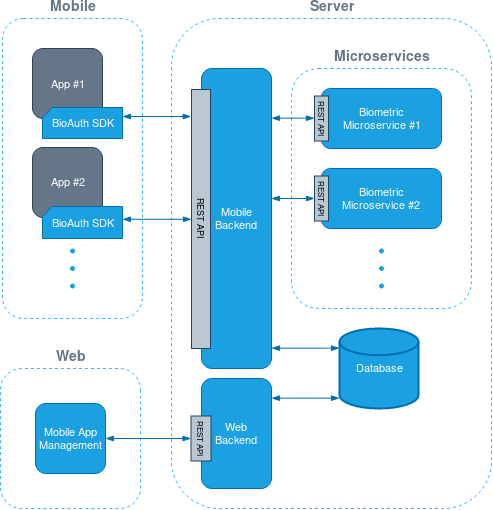 Mobile
Server
App #1
BioAuth SDK
App #2
BioAuth SDK
REST API
Mobile
Backend
Microservices
REST API
Biometric
Microservice #1
REST API
Biometric
Microservice #2
Database
Web
Mobile App
Management
REST API
Web
Backend